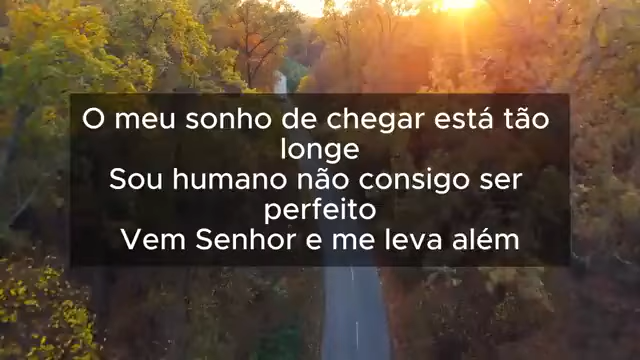 O meu sonho de chegar está tão
longe
Sou humano não consigo ser
perfeito
Vem Senhor e me leva além